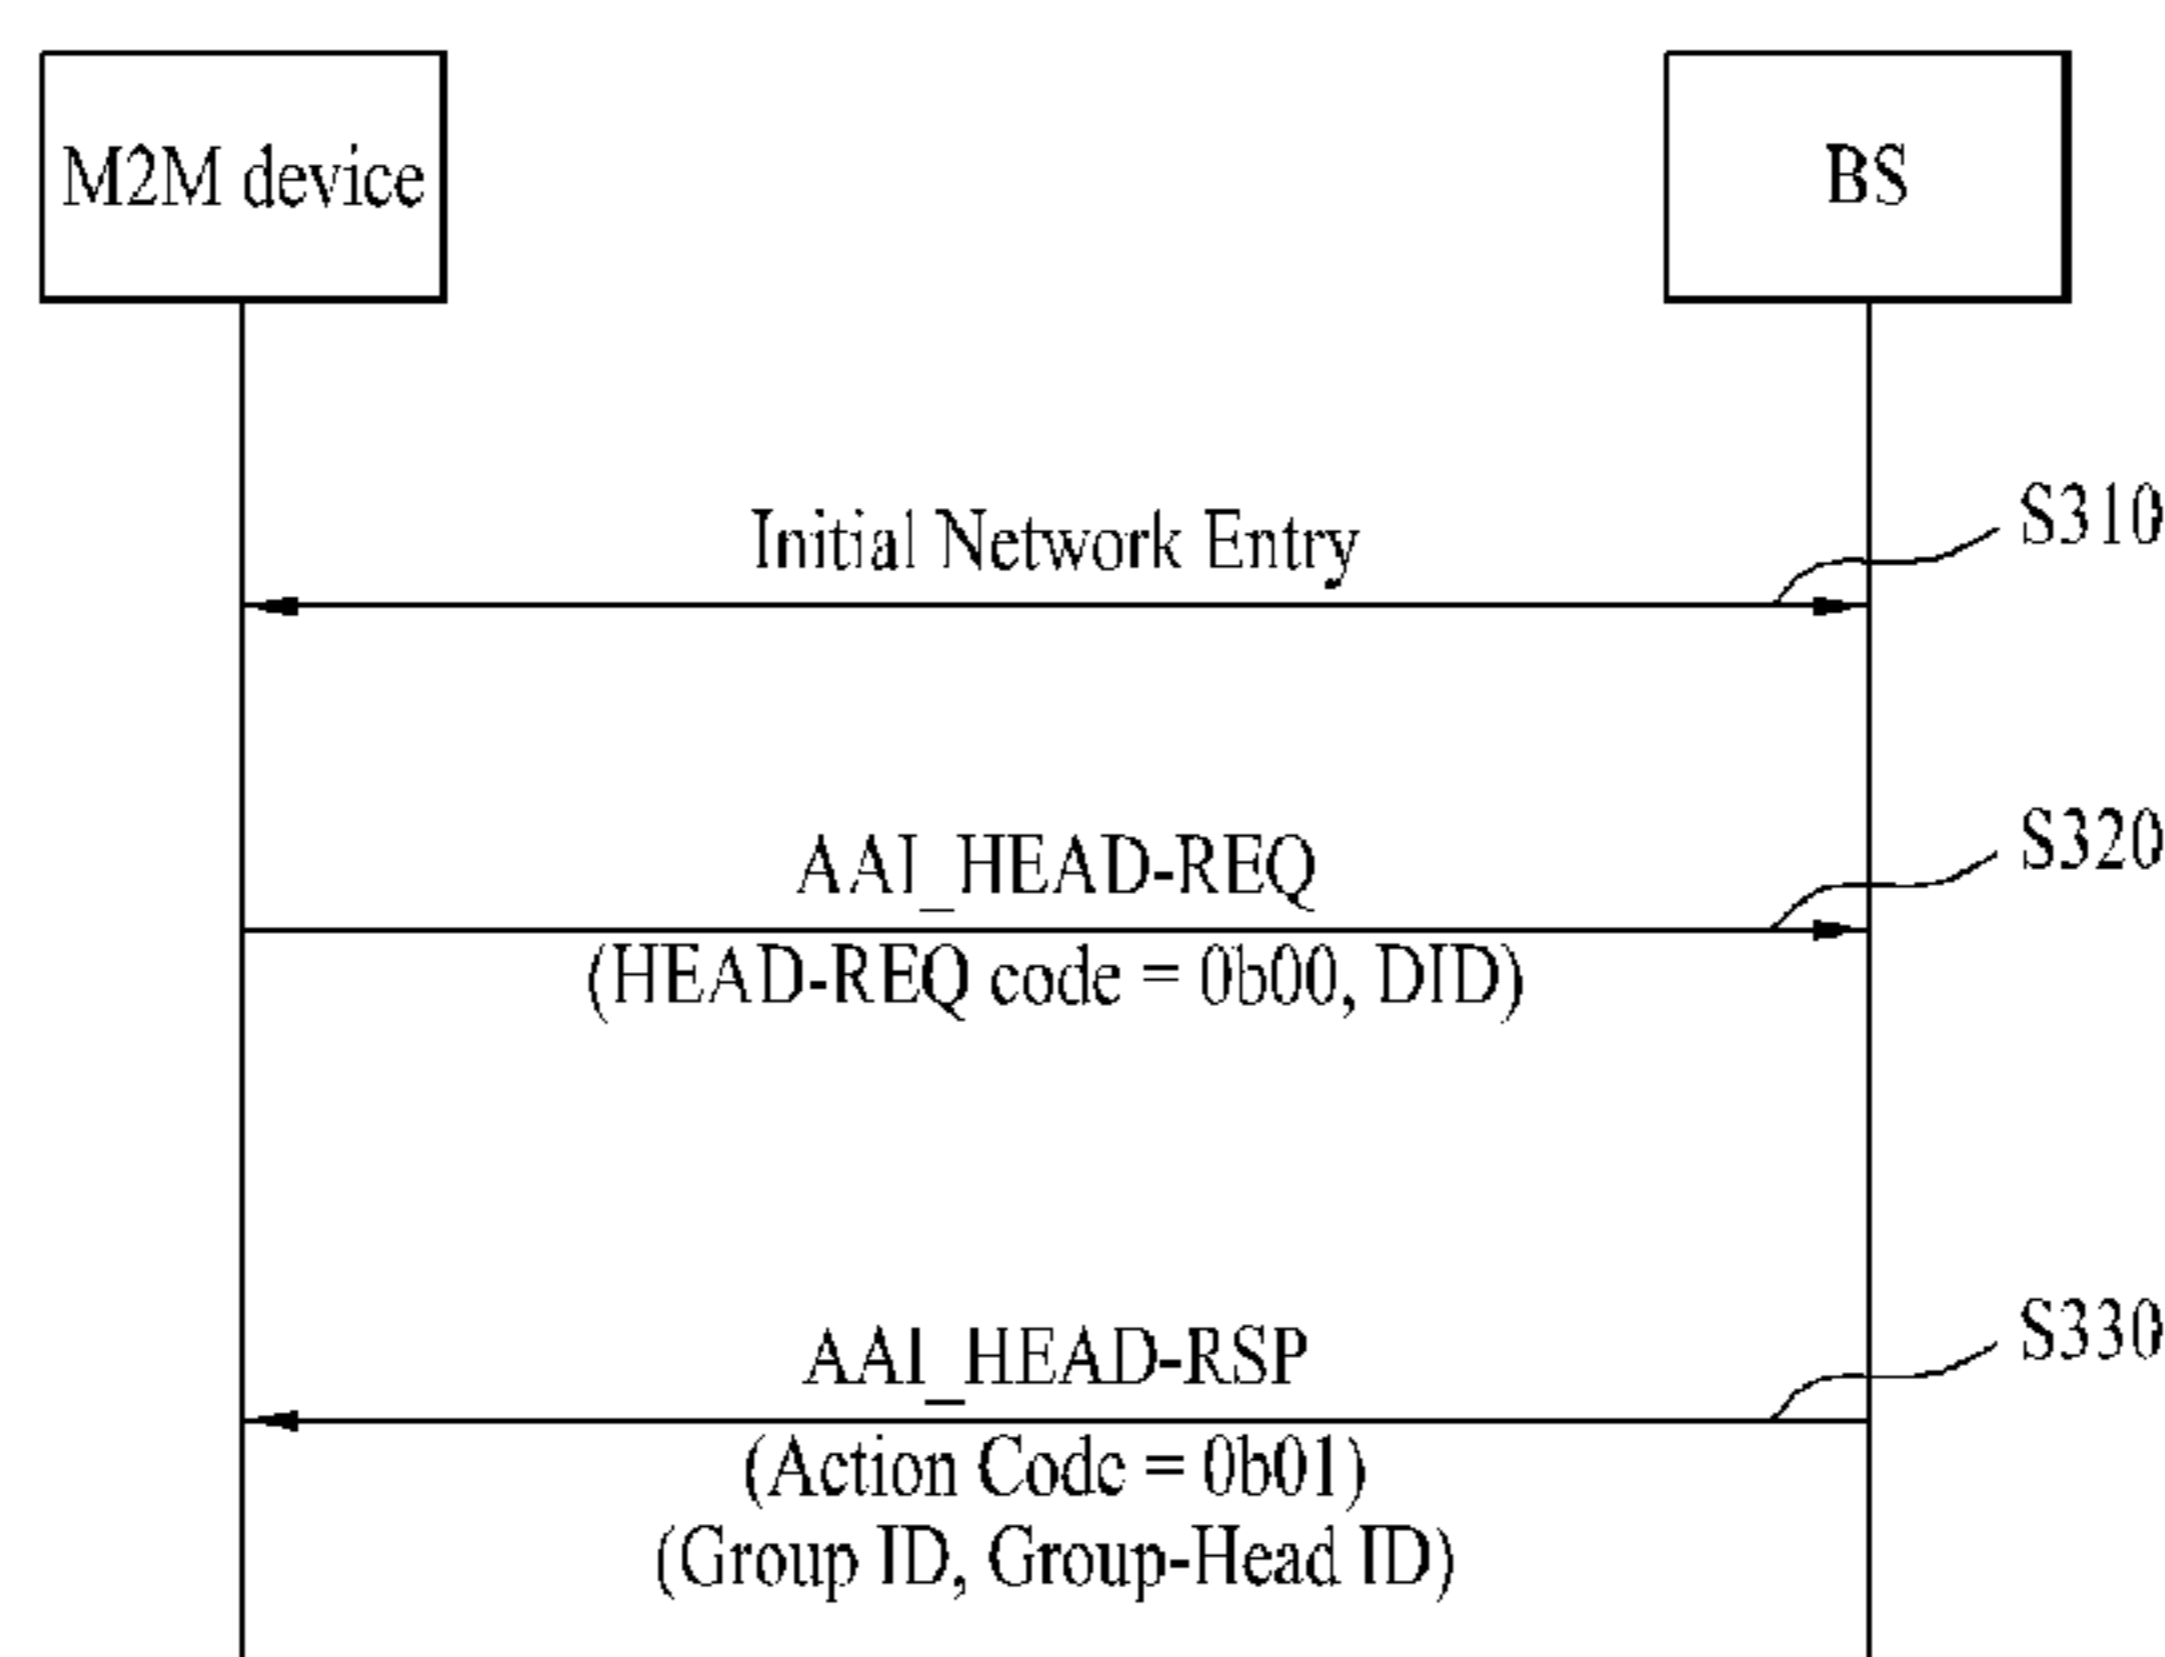 M2M device
BS
Initial Network Entry
S310
AAI_HEAD-REQ
S320
(HEAD-REQ code = 0b00, DID)
AAI_HEAD-RSP
S330
(Action Code = 0b01)
(Group ID, Group-Head ID)